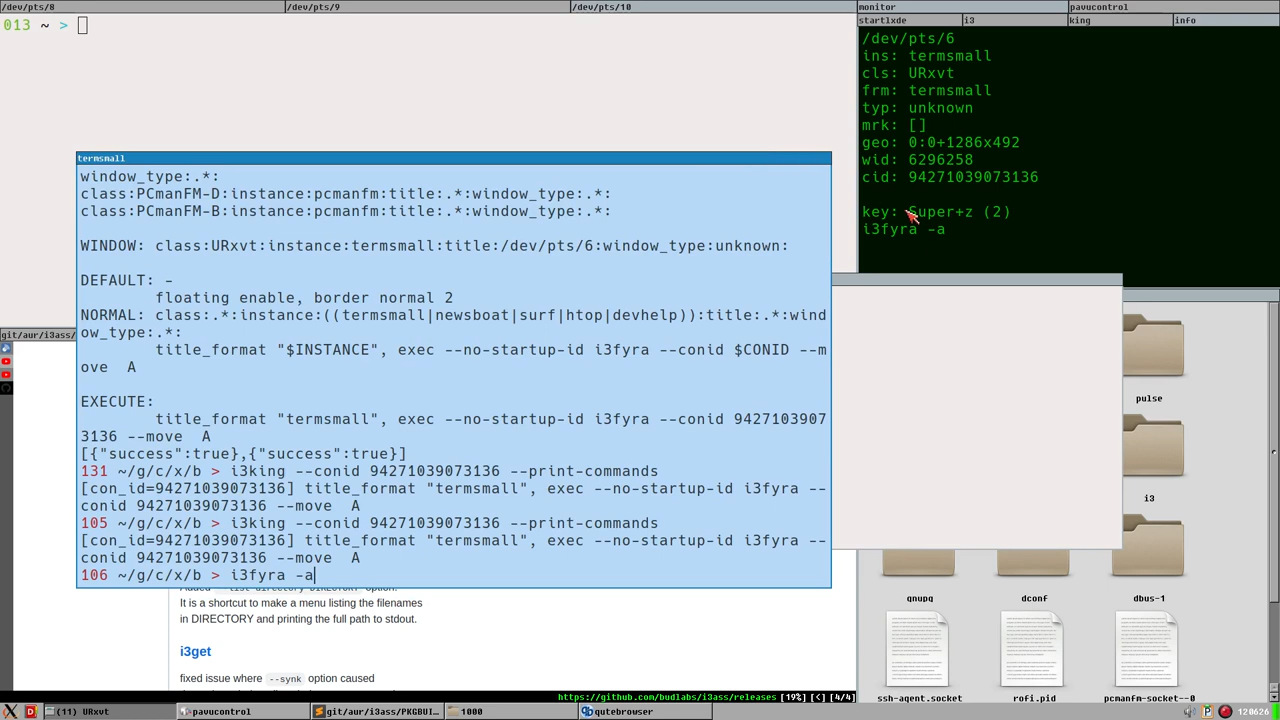 /dev/pts/8
/dev/pts/9
/dev/pts/10
monitor
pavucontrol
startlxde
i3
king
info
013 ~ >
/dev/pts/6
ins: termsmall
cls: URxvt
frm: termsmall
typ: unknown
mrk: []
geo: 0:0+1286x492
wid: 6296258
cid: 94271039073136
key: Super+z (2)
i3fyra -a
termsmall
window_type:.*:
class:PCmanFM-D:instance:pcmanfm:title:.*:window_type:.*:
class:PCmanFM-B:instance:pcmanfm:title:.*:window_type:.*:
WINDOW: class:URxvt:instance:termsmall:title:/dev/pts/6:window_type:unknown:
DEFAULT: -
floating enable, border normal 2
NORMAL: class:.*:instance:((termsmall|newsboat|surf|htop|devhelp)):title:.*:wind
ow_type:.*:
title_format "$INSTANCE", exec --no-startup-id i3fyra --conid $CONID --m
ove  A
EXECUTE:
title_format "termsmall", exec --no-startup-id i3fyra --conid 9427103907
3136 --move  A
[{"success":true},{"success":true}]
131 ~/g/c/x/b > i3king --conid 94271039073136 --print-commands
[con_id=94271039073136] title_format "termsmall", exec --no-startup-id i3fyra --
conid 94271039073136 --move  A
105 ~/g/c/x/b > i3king --conid 94271039073136 --print-commands
[con_id=94271039073136] title_format "termsmall", exec --no-startup-id i3fyra --
conid 94271039073136 --move  A
106 ~/g/c/x/b > i3fyra -a
git/aur/i3ass/
pulse
i3
gnupg
dconf
dbus-1
ssh-agent.socket
rofi.pid
pcmanfm-socket--0
It is a shortcut to make a menu listing the filenames
in DIRECTORY and printing the full path to stdout.
i3get
fixed issue where --synk option caused
https://github.com/budlabs/i3ass/releases [19%] [<] [4/4]
(11) URxvt
pavucontrol
git/aur/i3ass/PKGBUI...
1000
qutebrowser
120626